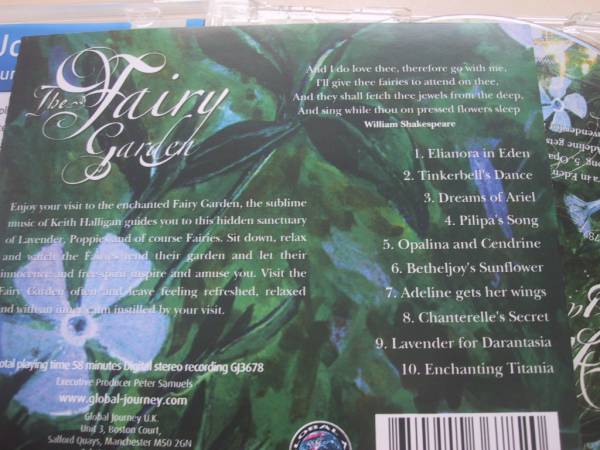 The Fairy Garden
And I do love thee, therefore go with me,
I'll give thee fairies to attend on thee,
And they shall fetch thee jewels from the deep,
And sing while thou on pressed flowers sleep
William Shakespeare
1. Elianora in Eden
2. Tinkerbell's Dance
3. Dreams of Ariel
4. Pilipa's Song
5. Opalina and Cendrine
6. Betheljoy's Sunflower
7. Adeline gets her wings
8. Chanterelle's Secret
9. Lavender for Darantasia
10. Enchanting Titania
Enjoy your visit to the enchanted Fairy Garden, the sublime
music of Keith Halligan guides you to this hidden sanctuary
of Lavender, Poppies and of course Fairies. Sit down, relax
and watch the Fairies tend their garden and let their
innocence and free spirit inspire and amuse you. Visit the
Fairy Garden often and leave feeling refreshed, relaxed
and with an inner calm instilled by your visit.
Total playing time 58 minutes Digital stereo recording GJ3678
Executive Producer Peter Samuels
www.global-journey.com
Global Journey U.K.
Unit 3, Boston Court,
Salford Quays, Manchester M50 2GN